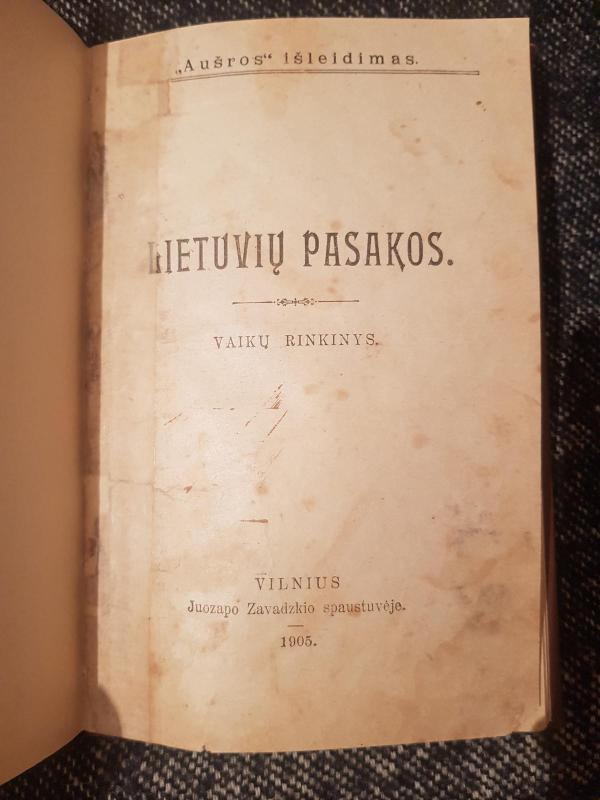 „Aušros“ išleidimas.
LIETUVIŲ PASAKOS.
VAIKŲ RINKINYS.
VILNIUS
Juozapo Zavadzkio spaustuvėje.
1905.